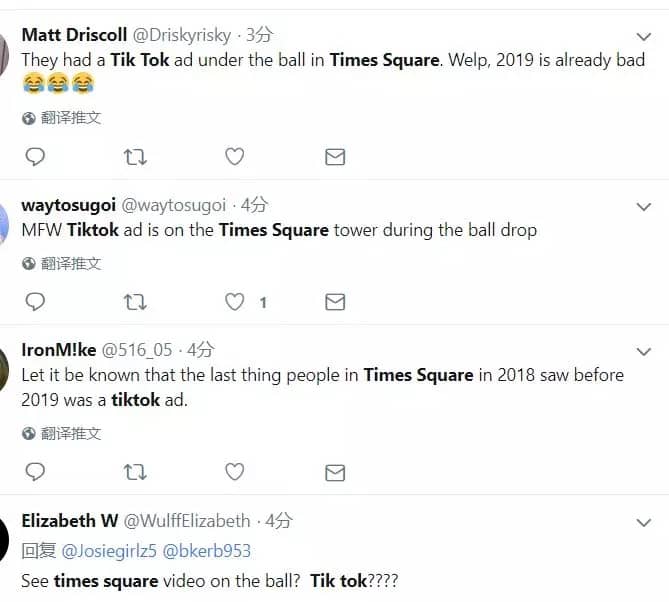 Matt Driscoll @Driskyrisky · 3分
They had a Tik Tok ad under the ball in Times Square. Welp, 2019 is already bad
😂😂😂
翻译推文
waytosugoi @waytosugoi · 4分
MFW Tiktok ad is on the Times Square tower during the ball drop
翻译推文
1
IronM!ke @516_05 · 4分
Let it be known that the last thing people in Times Square in 2018 saw before
2019 was a tiktok ad.
翻译推文
Elizabeth W @WulffElizabeth · 4分
回复 @Josiegirlz5 @bkerb953
See times square video on the ball? Tik tok????